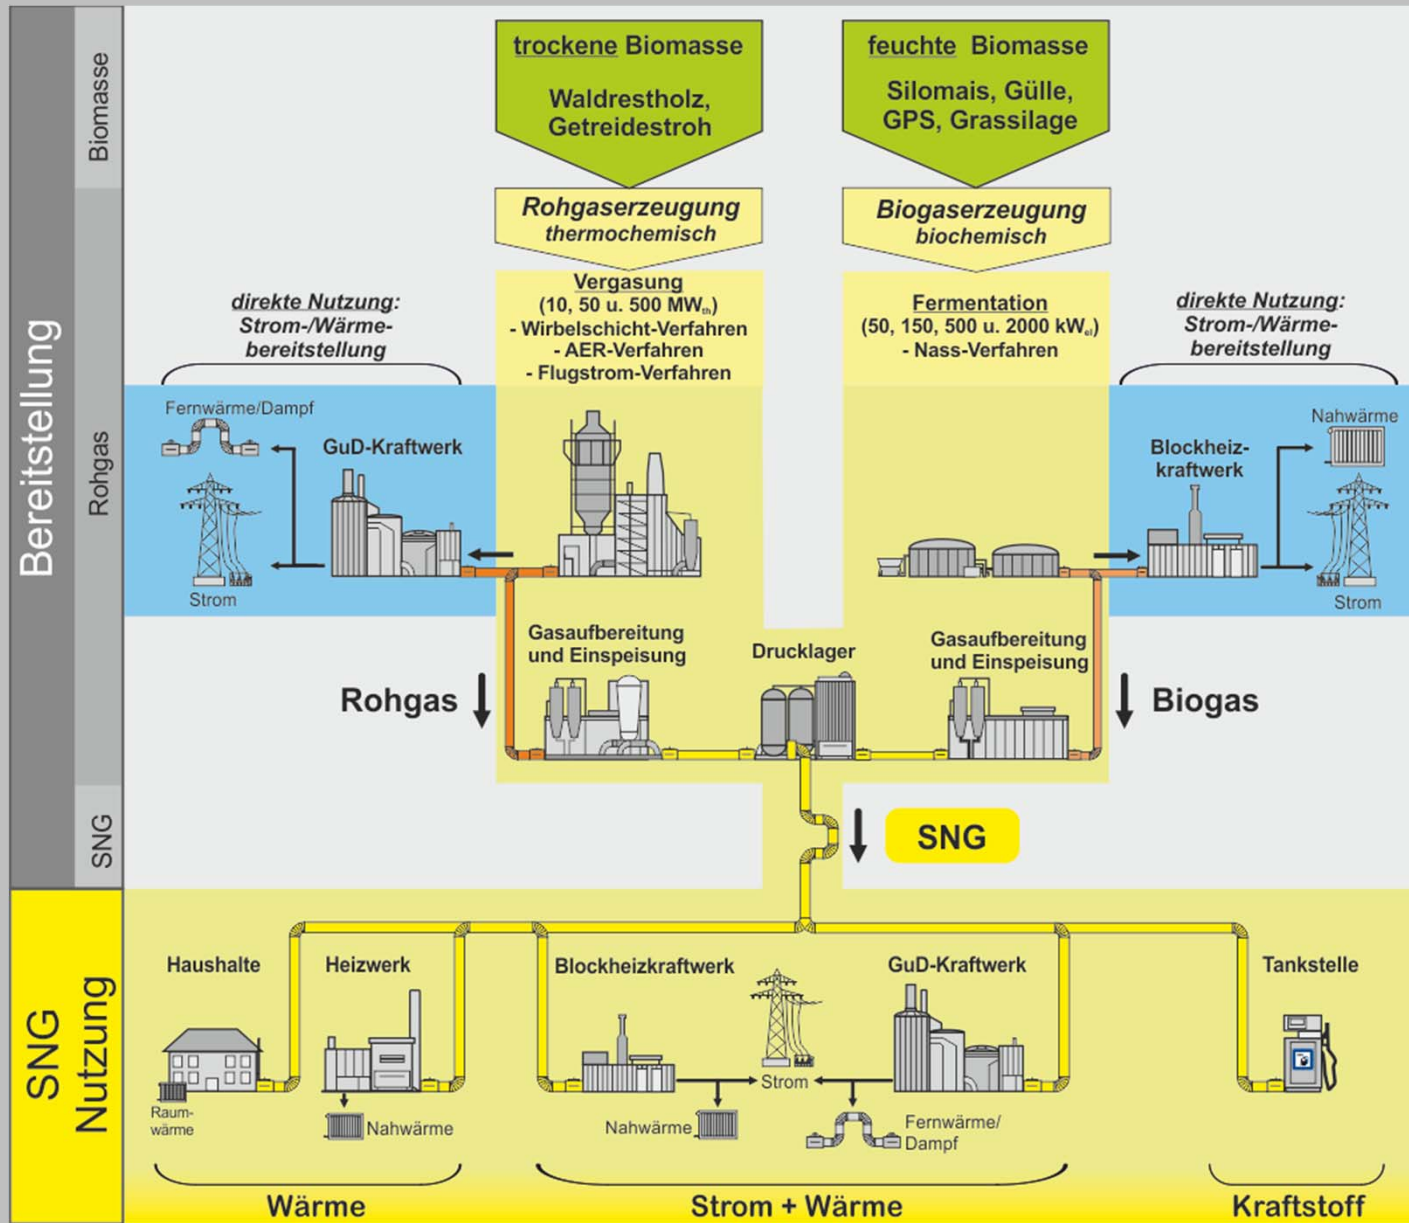 Bereitstellung
Biomasse
Rohgas
SNG
SNG
Nutzung
trockene Biomasse
Waldrestholz,
Getreidestroh
feuchte Biomasse
Silomais, Gülle,
GPS, Grassilage
Rohgaserzeugung
thermochemisch
Biogaserzeugung
biochemisch
Vergasung
(10, 50 u. 500 MWth)
- Wirbelschicht-Verfahren
- AER-Verfahren
- Flugstrom-Verfahren
Fermentation
(50, 150, 500 u. 2000 kWel)
- Nass-Verfahren
direkte Nutzung:
Strom-/Wärme-
bereitstellung
direkte Nutzung:
Strom-/Wärme-
bereitstellung
Fernwärme/Dampf
GuD-Kraftwerk
Strom
Blockheiz-
kraftwerk
Nahwärme
Strom
Gasaufbereitung
und Einspeisung
Drucklager
Gasaufbereitung
und Einspeisung
Rohgas
Biogas
SNG
Haushalte
Heizwerk
Blockheizkraftwerk
GuD-Kraftwerk
Tankstelle
Strom
Raum-
wärme
Nahwärme
Nahwärme
Fernwärme/
Dampf
Wärme
Strom + Wärme
Kraftstoff